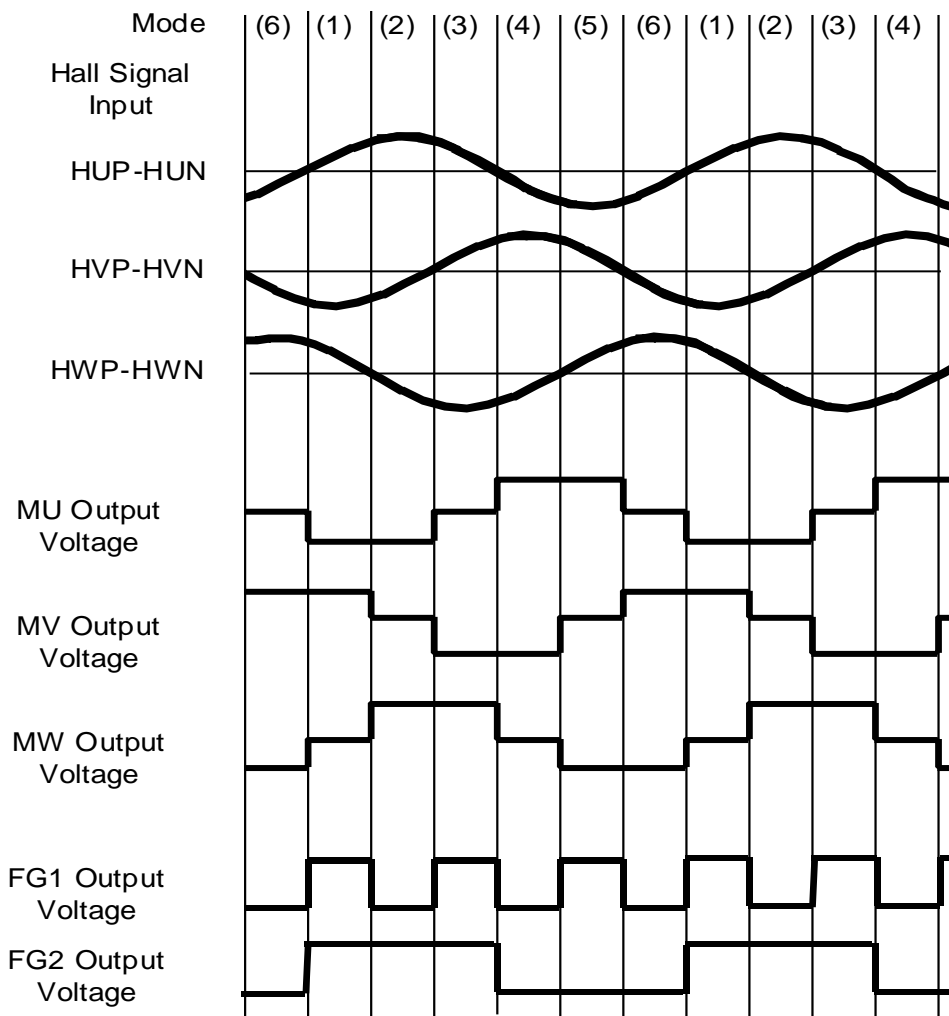 Mode (6) (1) (2) (3) (4) (5) (6) (1) (2) (3) (4)
Hall Signal
Input
HUP-HUN
HVP-HVN
HWP-HWN
MU Output
Voltage
MV Output
Voltage
MW Output
Voltage
FG1 Output
Voltage
FG2 Output
Voltage